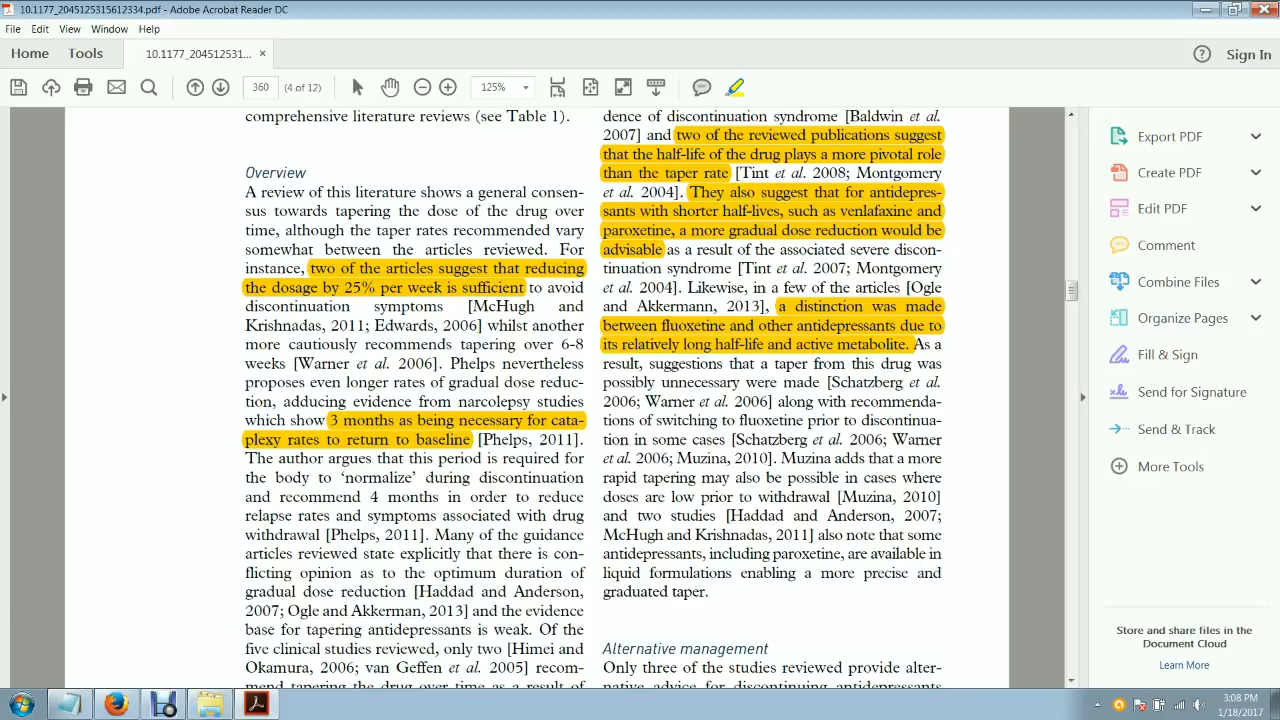 10.1177_2045125315612334.pdf - Adobe Acrobat Reader DC
File Edit View Window Help
Home Tools 10.1177_204512531... × ? Sign In
360 (4 of 12) 125%
comprehensive literature reviews (see Table 1).
Overview
A review of this literature shows a general consen-
sus towards tapering the dose of the drug over
time, although the taper rates recommended vary
somewhat between the articles reviewed. For
instance, two of the articles suggest that reducing
the dosage by 25% per week is sufficient to avoid
discontinuation symptoms [McHugh and
Krishnadas, 2011; Edwards, 2006] whilst another
more cautiously recommends tapering over 6-8
weeks [Warner et al. 2006]. Phelps nevertheless
proposes even longer rates of gradual dose reduc-
tion, adducing evidence from narcolepsy studies
which show 3 months as being necessary for cata-
plexy rates to return to baseline [Phelps, 2011].
The author argues that this period is required for
the body to ‘normalize’ during discontinuation
and recommend 4 months in order to reduce
relapse rates and symptoms associated with drug
withdrawal [Phelps, 2011]. Many of the guidance
articles reviewed state explicitly that there is con-
flicting opinion as to the optimum duration of
gradual dose reduction [Haddad and Anderson,
2007; Ogle and Akkerman, 2013] and the evidence
base for tapering antidepressants is weak. Of the
five clinical studies reviewed, only two [Himei and
Okamura, 2006; van Geffen et al. 2005] recom-
mend tapering the drug over time as a result of
dence of discontinuation syndrome [Baldwin et al.
2007] and two of the reviewed publications suggest
that the half-life of the drug plays a more pivotal role
than the taper rate [Tint et al. 2008; Montgomery
et al. 2004]. They also suggest that for antidepres-
sants with shorter half-lives, such as venlafaxine and
paroxetine, a more gradual dose reduction would be
advisable as a result of the associated severe discon-
tinuation syndrome [Tint et al. 2007; Montgomery
et al. 2004]. Likewise, in a few of the articles [Ogle
and Akkermann, 2013], a distinction was made
between fluoxetine and other antidepressants due to
its relatively long half-life and active metabolite. As a
result, suggestions that a taper from this drug was
possibly unnecessary were made [Schatzberg et al.
2006; Warner et al. 2006] along with recommenda-
tions of switching to fluoxetine prior to discontinua-
tion in some cases [Schatzberg et al. 2006; Warner
et al. 2006; Muzina, 2010]. Muzina adds that a more
rapid tapering may also be possible in cases where
doses are low prior to withdrawal [Muzina, 2010]
and two studies [Haddad and Anderson, 2007;
McHugh and Krishnadas, 2011] also note that some
antidepressants, including paroxetine, are available in
liquid formulations enabling a more precise and
graduated taper.
Alternative management
Only three of the studies reviewed provide alter-
native advice for discontinuing antidepressants
Export PDF
Create PDF
Edit PDF
Comment
Combine Files
Organize Pages
Fill & Sign
Send for Signature
Send & Track
More Tools
Store and share files in the
Document Cloud
Learn More
3:08 PM
1/18/2017